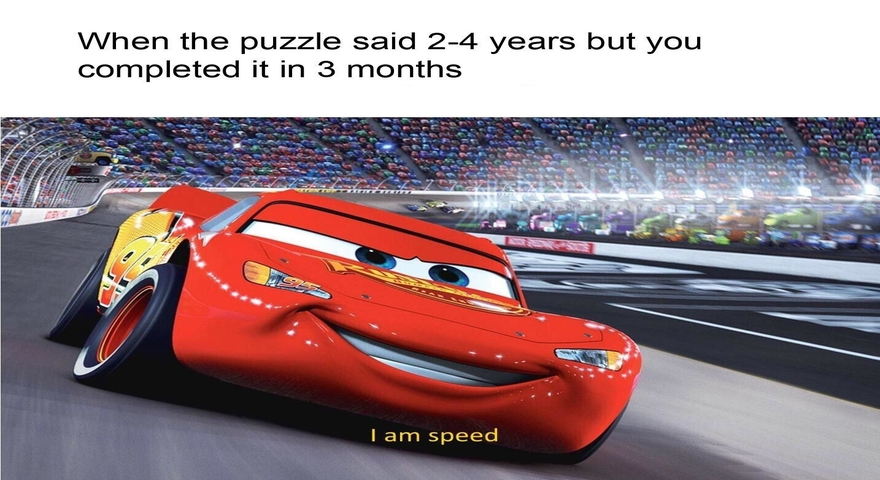 When the puzzle said 2-4 years but you
completed it in 3 months
I am speed